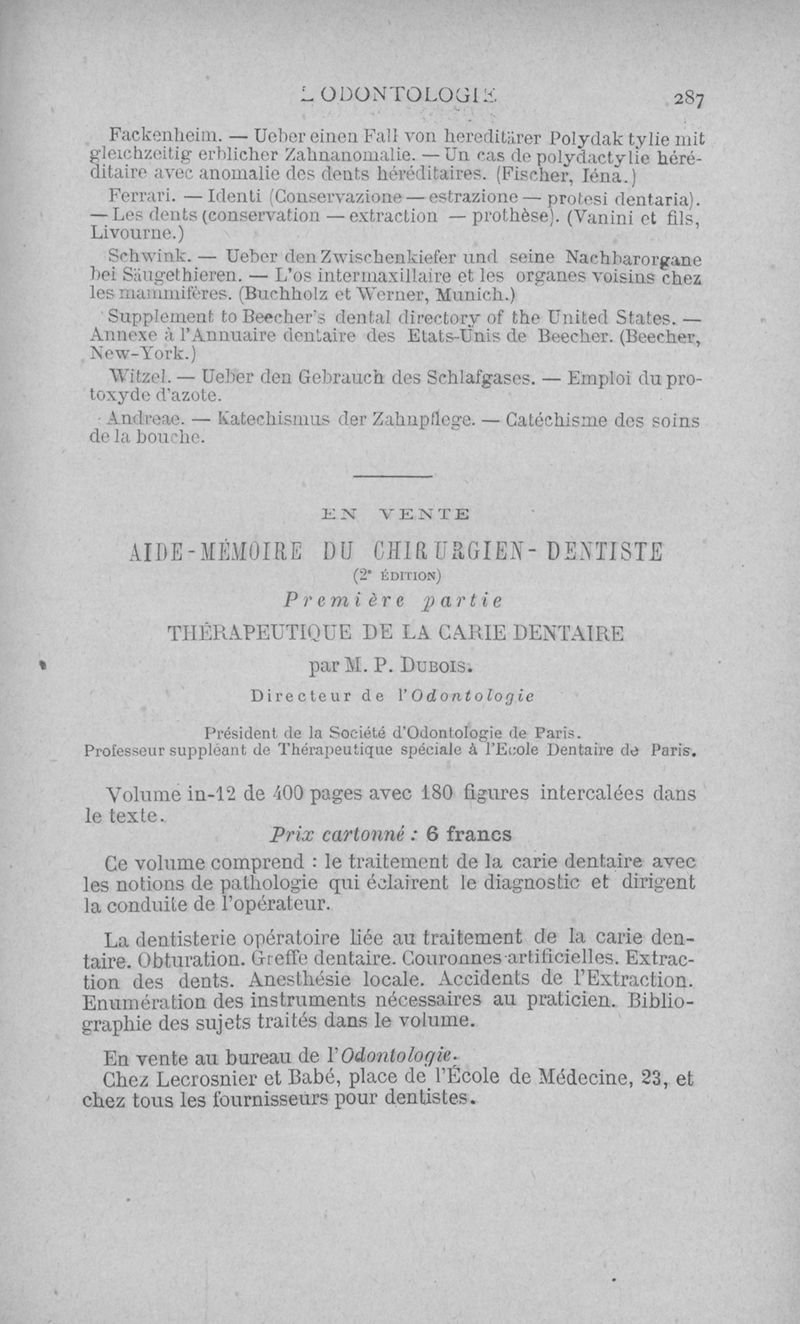 L'ODONTOLOGIE 287
Fackenheim. — Ueber einen Fall von hereditärer Polydaktylie mit
gleichzeitig erblicher Zahnanomalie. — Un cas de polydactylie héré-
ditaire avec anomalie des dents héréditaires. (Fischer, Iéna.)
Ferrari. — Identi (Conservazione — estrazione — protesi dentaria).
— Les dents (conservation — extraction — prothèse). (Vanini et fils,
Livourne.)
Schwink. — Ueber den Zwischenkiefer und seine Nachbarorgane
bei Säugethieren. — L'os intermaxillaire et les organes voisins chez
les mammifères. (Buchholz et Werner, Munich.)
Supplement to Beecher's dental directory of the United States. —
Annexe à l'Annuaire dentaire des Etats-Unis de Beecher. (Beecher,
New-York.)
Witzel. — Ueber den Gebrauch des Schlafgases. — Emploi du pro-
toxyde d'azote.
Andreae. — Katechismus der Zahnpflege. — Catéchisme des soins
de la bouche.
EN VENTE
AIDE-MÉMOIRE DU CHIRURGIEN-DENTISTE
(2e ÉDITION)
Première partie
THÉRAPEUTIQUE DE LA CARIE DENTAIRE
par M. P. DUBOIS.
Directeur de l'Odontologie
Président de la Société d'Odontologie de Paris.
Professeur suppléant de Thérapeutique spéciale à l'Ecole Dentaire de Paris.
Volume in-12 de 400 pages avec 180 figures intercalées dans
le texte.
Prix cartonné : 6 francs
Ce volume comprend : le traitement de la carie dentaire avec
les notions de pathologie qui éclairent le diagnostic et dirigent
la conduite de l'opérateur.
La dentisterie opératoire liée au traitement de la carie den-
taire. Obturation. Greffe dentaire. Couronnes artificielles. Extrac-
tion des dents. Anesthésie locale. Accidents de l'Extraction.
Enumération des instruments nécessaires au praticien. Biblio-
graphie des sujets traités dans le volume.
En vente au bureau de l'Odontologie.
Chez Lecrosnier et Babé, place de l'École de Médecine, 23, et
chez tous les fournisseurs pour dentistes.